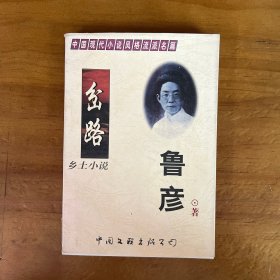 中国现代小说风格流派名篇
岔路
乡土小说
鲁彦
⊙著
中国文联出版公司